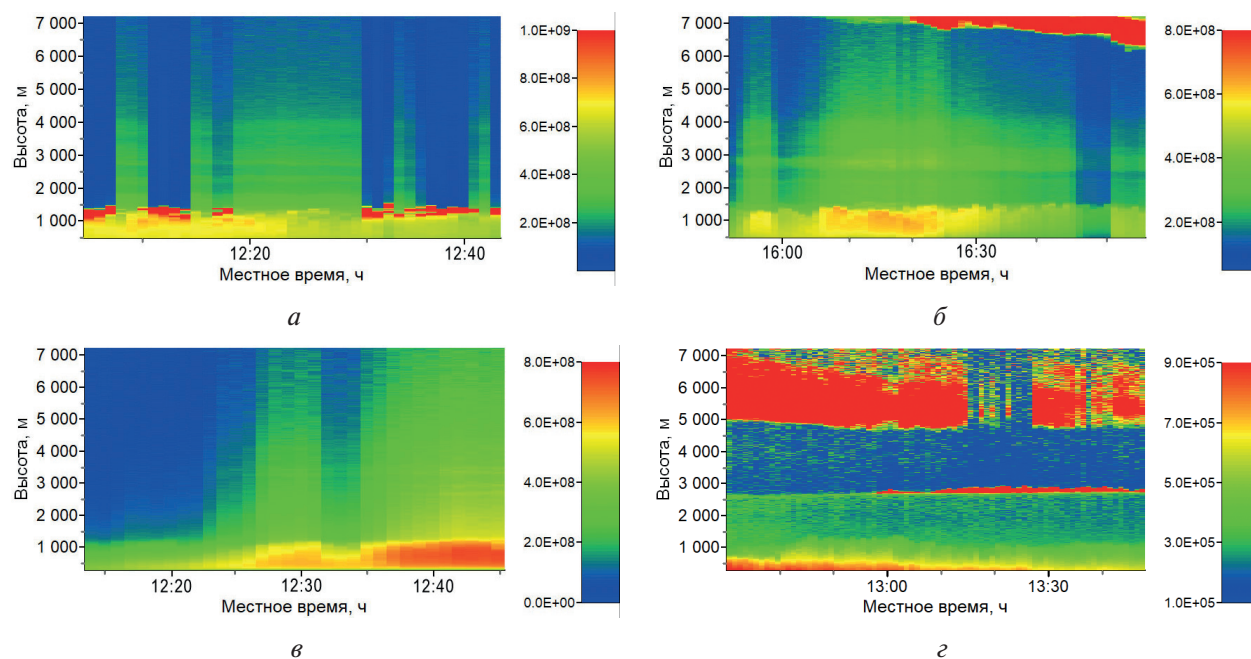 7 000
6 000
5 000
4 000
3 000
2 000
1 000
Высота, м
12:20
12:40
Местное время, ч
1.0E+09
8.0E+08
6.0E+08
4.0E+08
2.0E+08
а
7 000
6 000
5 000
4 000
3 000
2 000
1 000
Высота, м
16:00
16:30
Местное время, ч
8.0E+08
6.0E+08
4.0E+08
2.0E+08
б
7 000
6 000
5 000
4 000
3 000
2 000
1 000
Высота, м
12:20
12:30
12:40
Местное время, ч
8.0E+08
6.0E+08
4.0E+08
2.0E+08
0.0E+00
в
7 000
6 000
5 000
4 000
3 000
2 000
1 000
Высота, м
13:00
13:30
Местное время, ч
9.0E+05
7.0E+05
5.0E+05
3.0E+05
1.0E+05
г